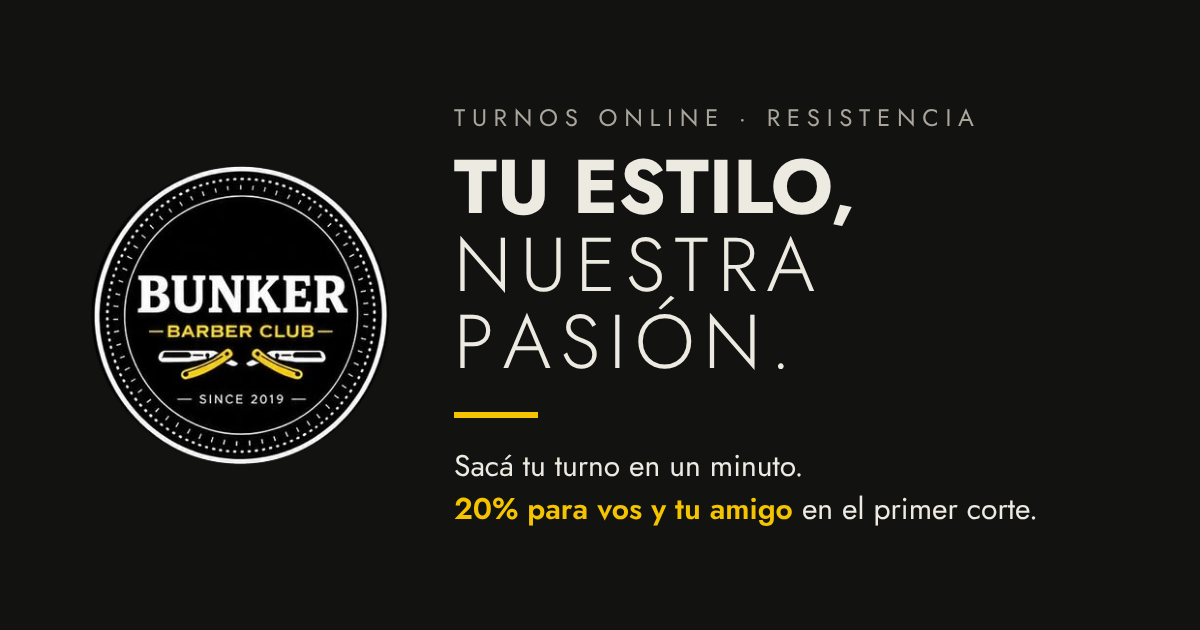 BUNKER
BARBER CLUB
SINCE 2019
TURNOS ONLINE · RESISTENCIA
TU ESTILO,
NUESTRA
PASIÓN.
Sacá tu turno en un minuto.
20% para vos y tu amigo en el primer corte.